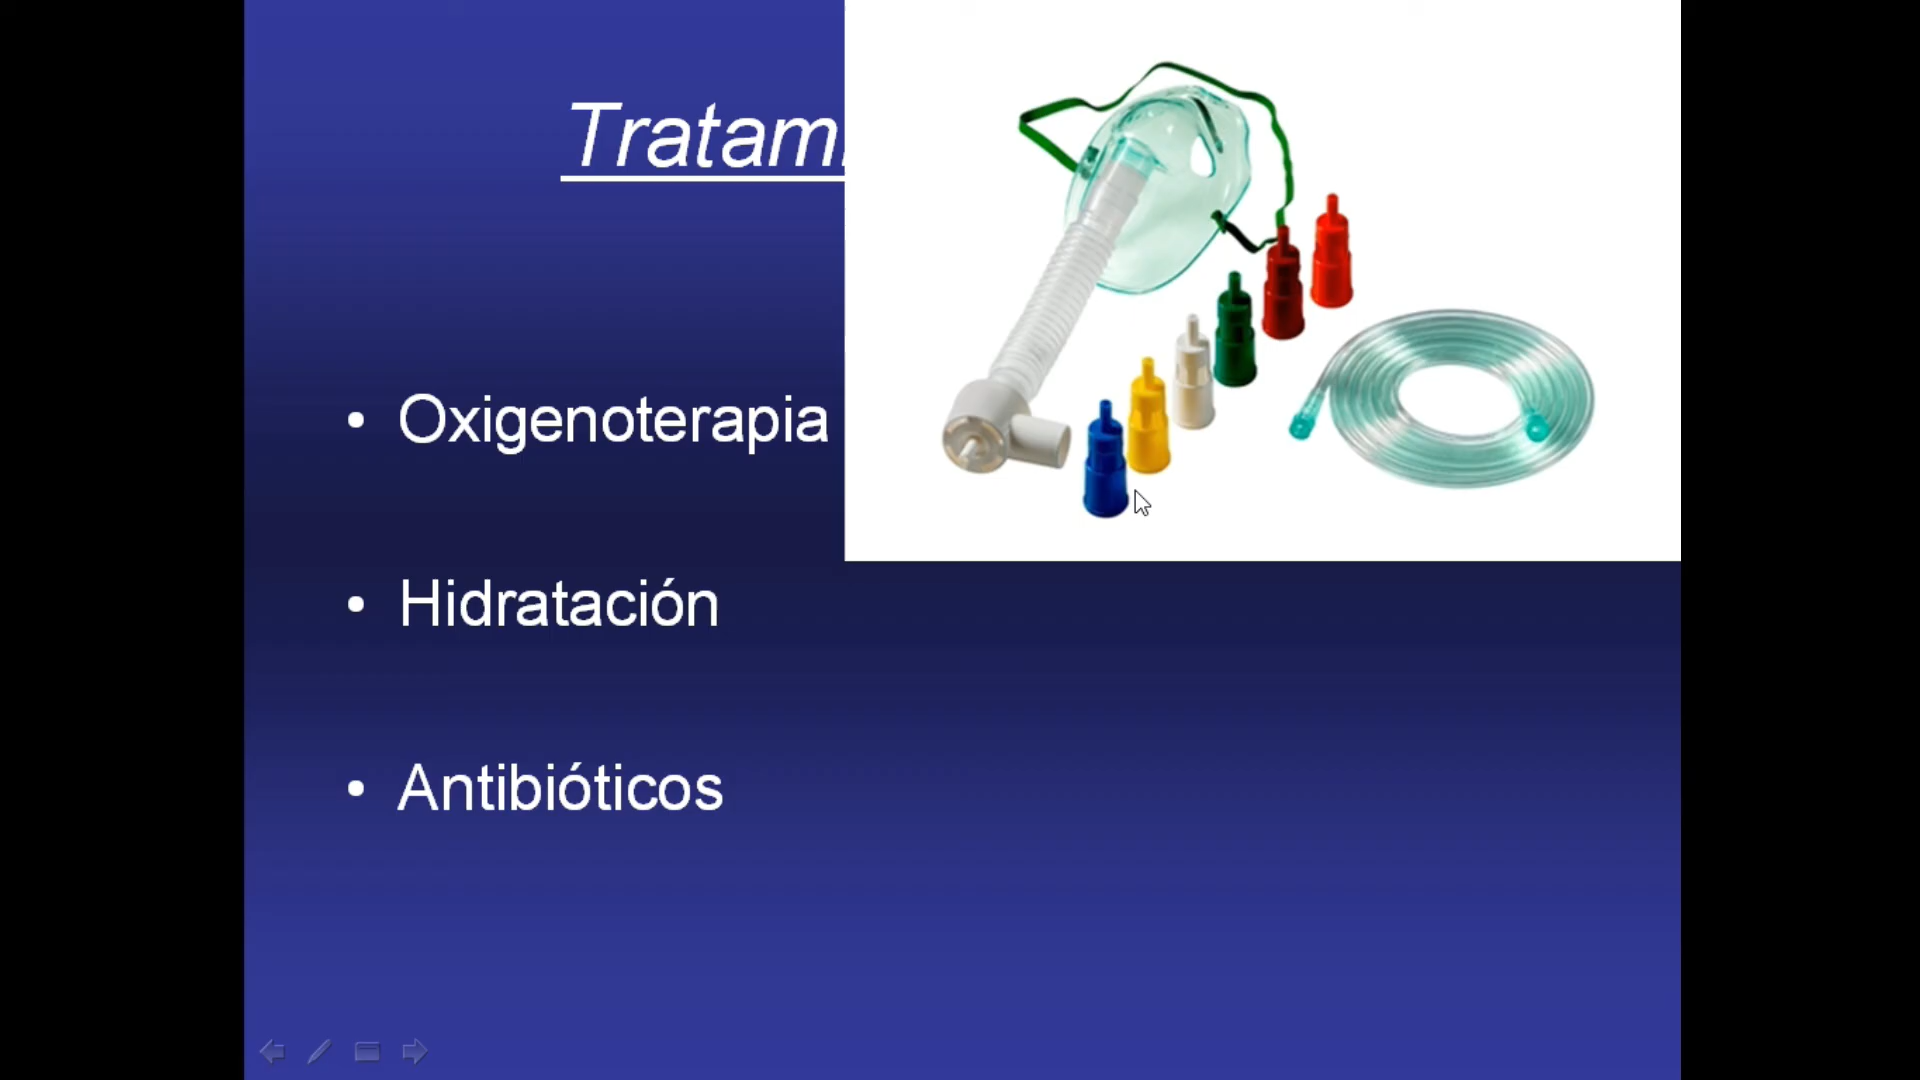 Tratam
Oxigenoterapia
Hidratación
Antibióticos